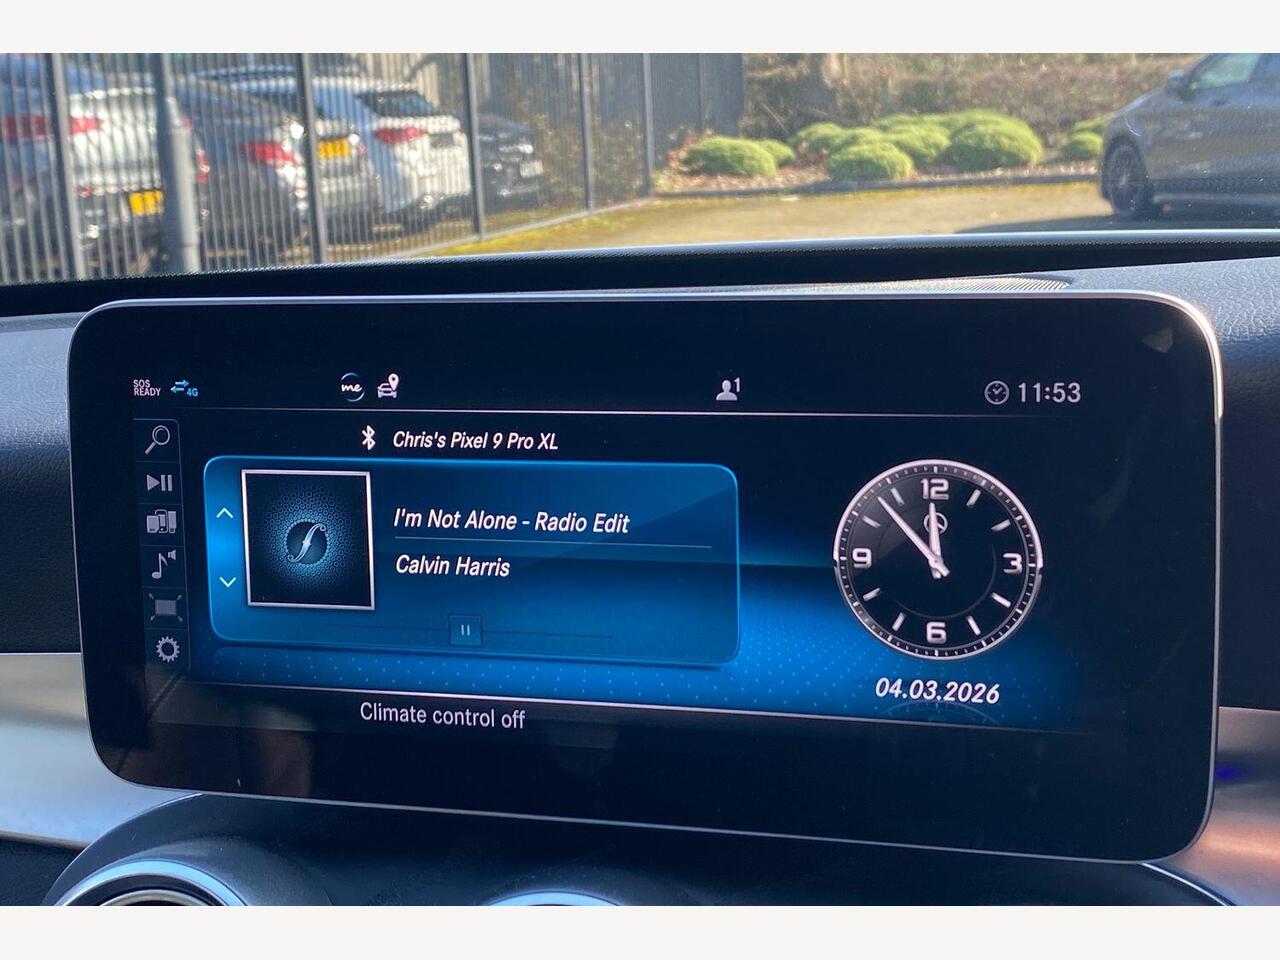 SOS
READY
4G
me
1
11:53
Chris's Pixel 9 Pro XL
I'm Not Alone - Radio Edit
Calvin Harris
12
9
3
6
04.03.2026
Climate control off